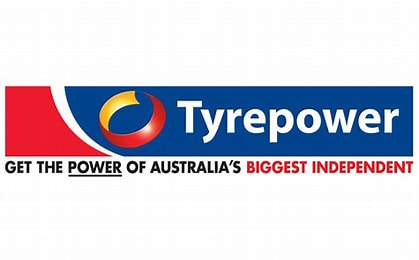 Tyrepower
GET THE POWER OF AUSTRALIA'S BIGGEST INDEPENDENT